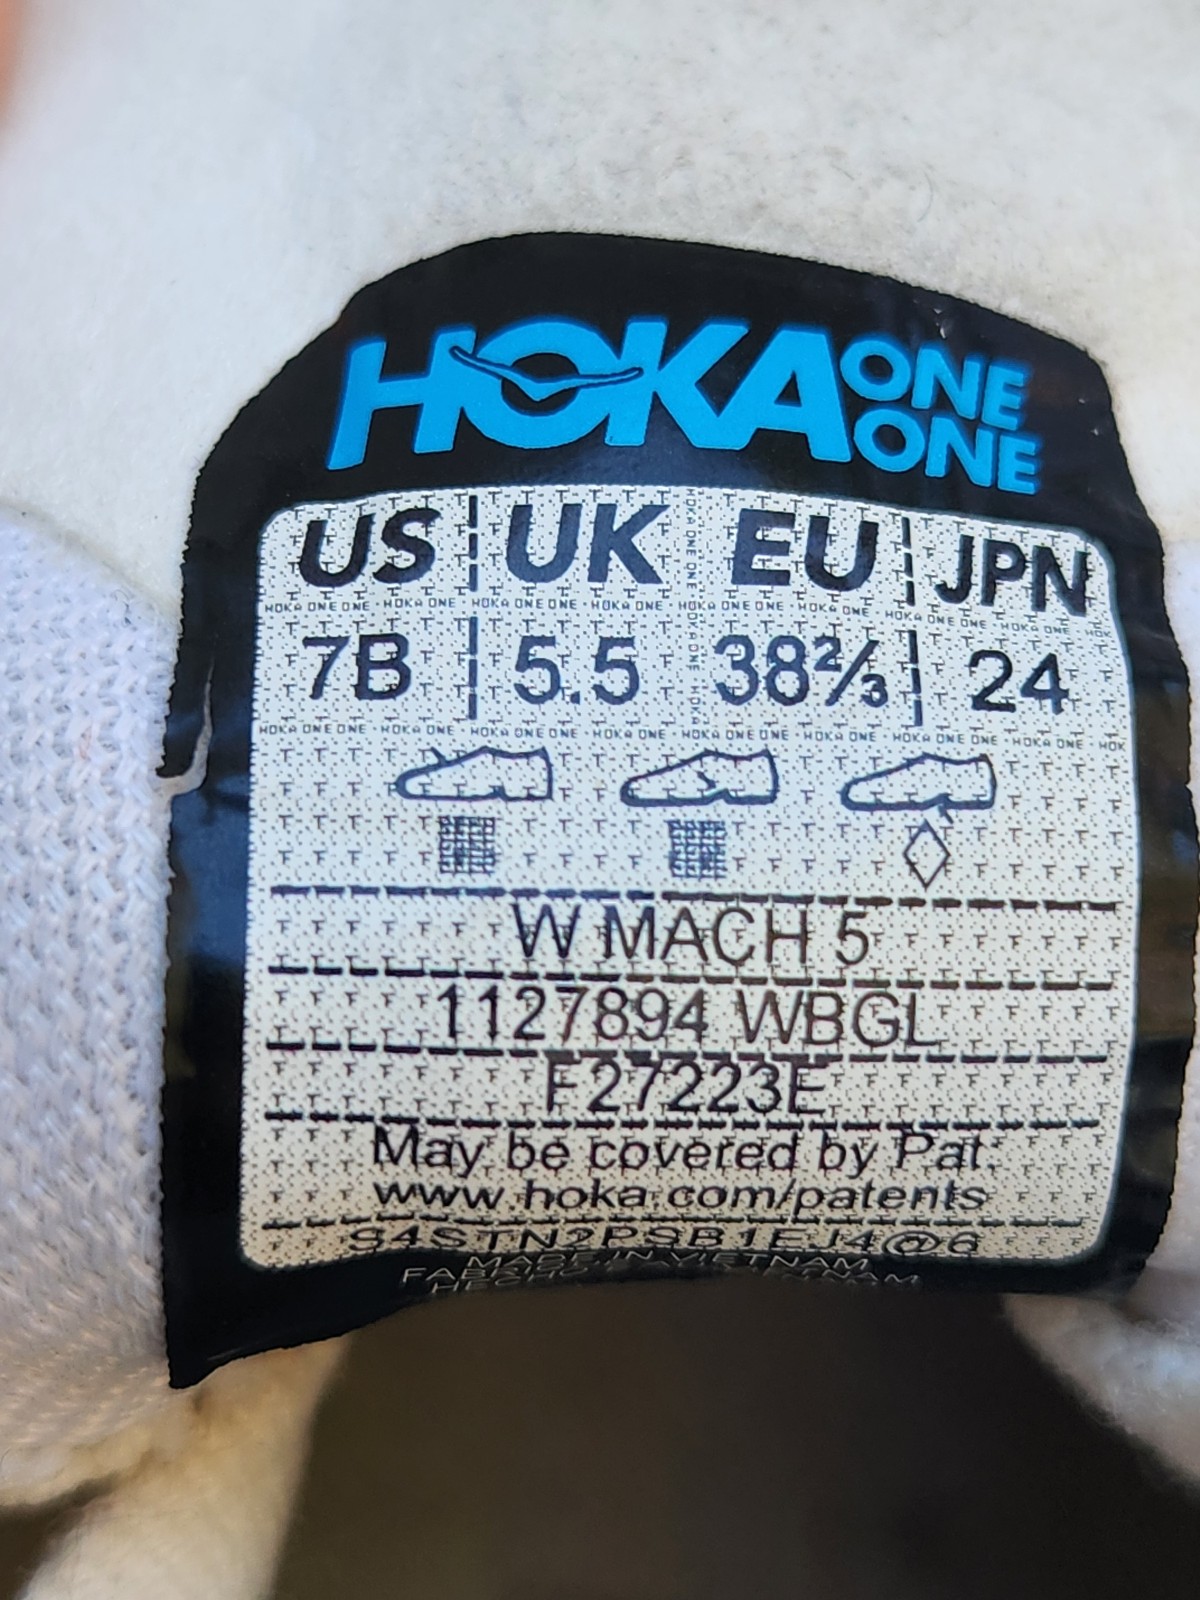 HOKA ONE ONE
US UK EU JPN
7B 5.5 38⅔ 24
W MACH 5
1127894 WBGL
F27223E
May be covered by Pat.
www.hoka.com/patents
S4STN2PSB1EJ4@6
MADE IN VIETNAM